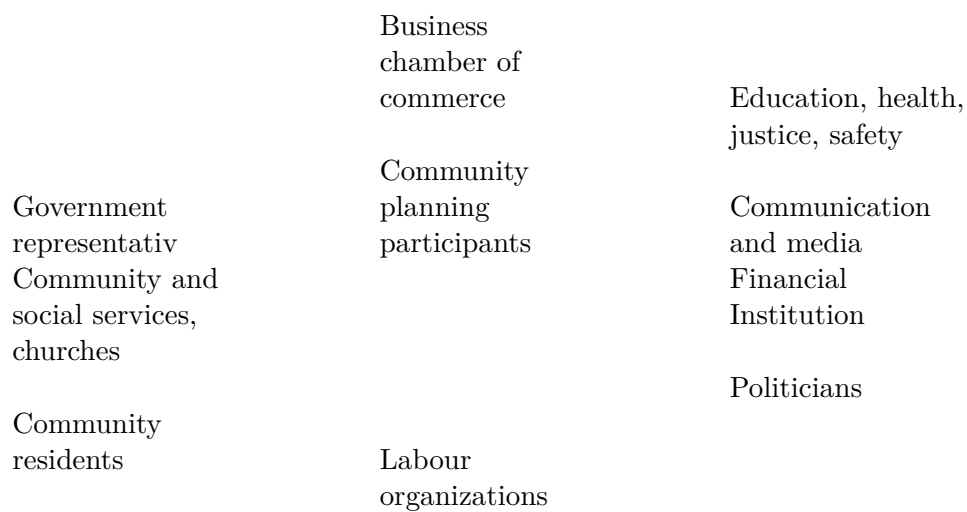 Business
chamber of
commerce
Education, health,
justice, safety
Community
planning
participants
Government
representativ
Communication
and media
Community and
social services,
churches
Financial
Institution
Politicians
Community
residents
Labour
organizations